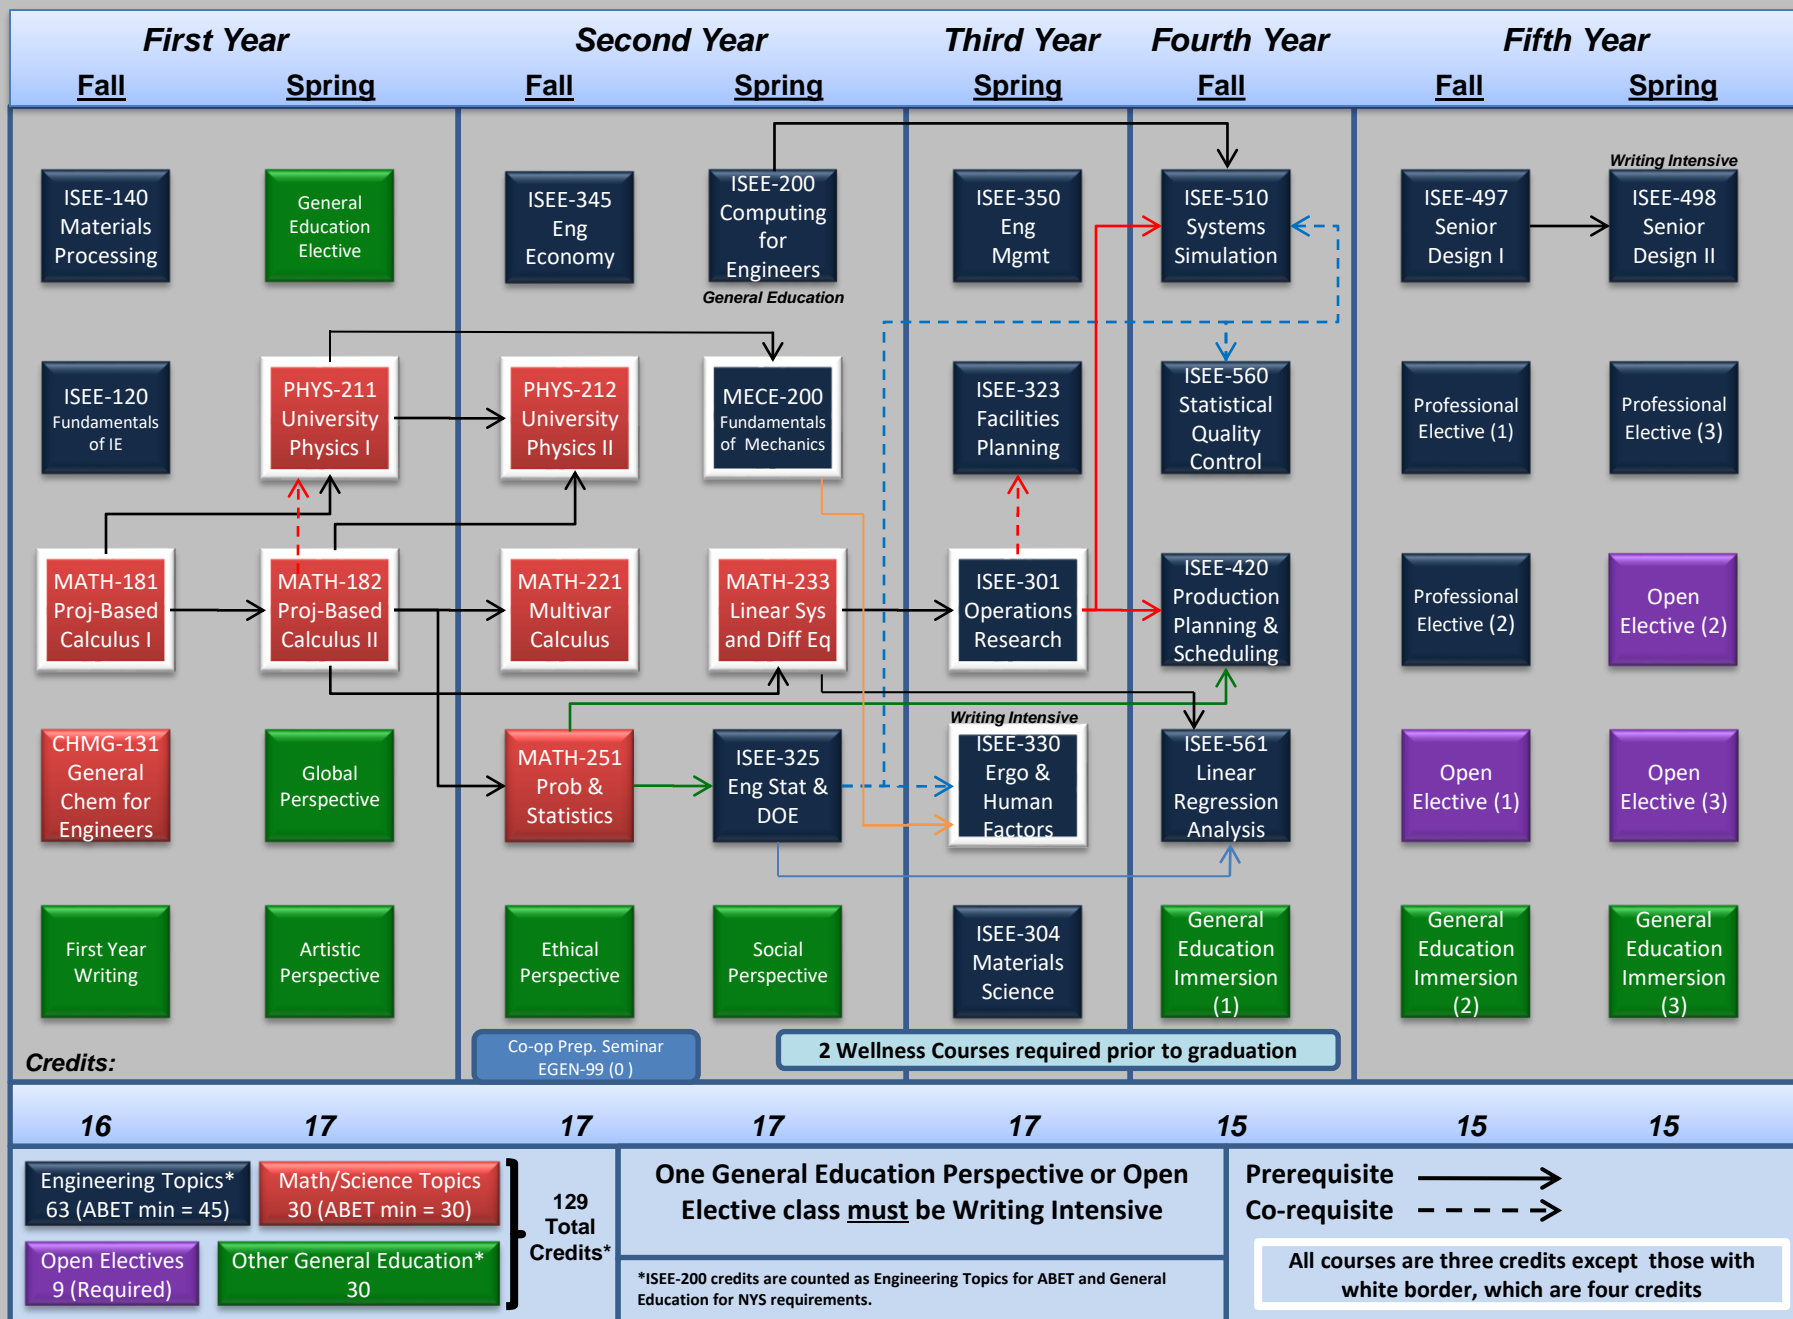 First Year
Second Year
Third Year
Fourth Year
Fifth Year
Fall
Spring
Fall
Spring
Spring
Fall
Fall
Spring
ISEE-140
Materials
Processing
General
Education
Elective
ISEE-345
Eng
Economy
ISEE-200
Computing
for
Engineers
General Education
ISEE-350
Eng
Mgmt
ISEE-510
Systems
Simulation
ISEE-497
Senior
Design I
Writing Intensive
ISEE-498
Senior
Design II
ISEE-120
Fundamentals
of IE
PHYS-211
University
Physics I
PHYS-212
University
Physics II
MECE-200
Fundamentals
of Mechanics
ISEE-323
Facilities
Planning
ISEE-560
Statistical
Quality
Control
Professional
Elective (1)
Professional
Elective (3)
MATH-181
Proj-Based
Calculus I
MATH-182
Proj-Based
Calculus II
MATH-221
Multivar
Calculus
MATH-233
Linear Sys
and Diff Eq
ISEE-301
Operations
Research
ISEE-420
Production
Planning &
Scheduling
Professional
Elective (2)
Open
Elective (2)
CHMG-131
General
Chem for
Engineers
Global
Perspective
MATH-251
Prob &
Statistics
ISEE-325
Eng Stat &
DOE
Writing Intensive
ISEE-330
Ergo &
Human
Factors
ISEE-561
Linear
Regression
Analysis
Open
Elective (1)
Open
Elective (3)
First Year
Writing
Artistic
Perspective
Ethical
Perspective
Social
Perspective
ISEE-304
Materials
Science
General
Education
Immersion
(1)
General
Education
Immersion
(2)
General
Education
Immersion
(3)
Credits:
Co-op Prep. Seminar
EGEN-99 (0 )
2 Wellness Courses required prior to graduation
16
17
17
17
17
15
15
15
Engineering Topics*
63 (ABET min = 45)
Math/Science Topics
30 (ABET min = 30)
Open Electives
9 (Required)
Other General Education*
30
129
Total
Credits*
One General Education Perspective or Open
Elective class must be Writing Intensive
*ISEE-200 credits are counted as Engineering Topics for ABET and General
Education for NYS requirements.
Prerequisite
Co-requisite
All courses are three credits except those with
white border, which are four credits